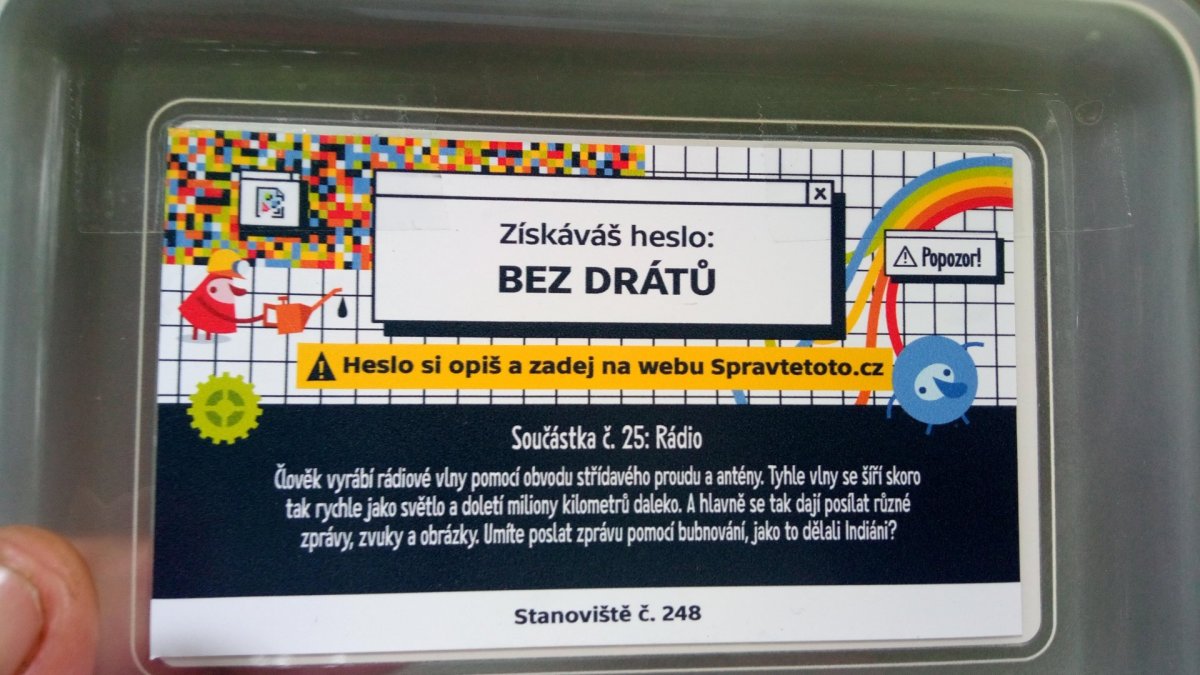 x
Získáváš heslo:
BEZ DRÁTŮ
Popozor!
Heslo si opiš a zadej na webu Spravtetoto.cz
Součástka č. 25: Rádio
Člověk vyrábí rádiové vlny pomocí obvodu střídavého proudu a antény. Tyhle vlny se šíří skoro
tak rychle jako světlo a doletí miliony kilometrů daleko. A hlavně se tak dají posílat různé
zprávy, zvuky a obrázky. Umíte poslat zprávu pomocí bubnování, jako to dělali Indiáni?
Stanoviště č. 248